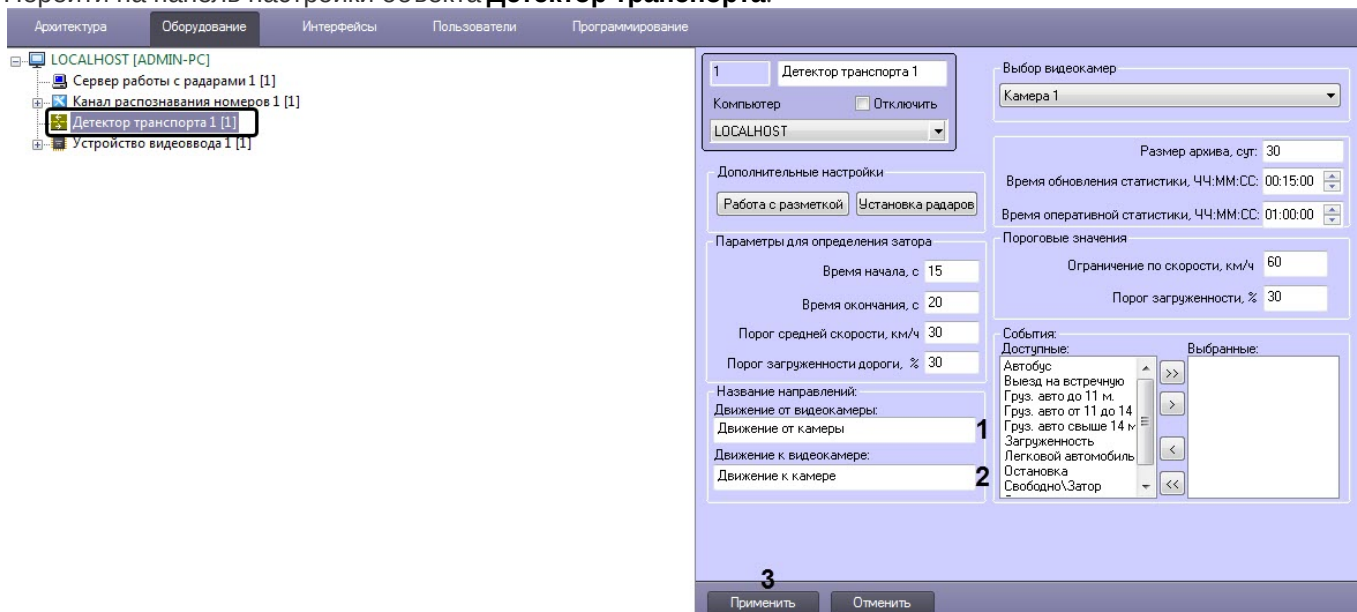 Перейти на панель настройки объекта Детектор транспорта.
Архитектура Оборудование Интерфейсы Пользователи Программирование
LOCALHOST [ADMIN-PC]
Сервер работы с радарами 1 [1]
Канал распознавания номеров 1 [1]
Детектор транспорта 1 [1]
Устройство видеоввода 1 [1]
1 Детектор транспорта 1
Компьютер Отключить
LOCALHOST
Дополнительные настройки
Работа с разметкой Установка радаров
Параметры для определения затора
Время начала, с 15
Время окончания, с 20
Порог средней скорости, км/ч 30
Порог загруженности дороги, % 30
Название направлений:
Движение от видеокамеры:
Движение от камеры 1
Движение к видеокамере:
Движение к камере 2
Выбор видеокамер
Камера 1
Размер архива, сут: 30
Время обновления статистики, ЧЧ:ММ:СС: 00:15:00
Время оперативной статистики, ЧЧ:ММ:СС: 01:00:00
Пороговые значения
Ограничение по скорости, км/ч 60
Порог загруженности, % 30
События:
Доступные: Выбранные:
Автобус
Выезд на встречную
Груз. авто до 11 м.
Груз. авто от 11 до 14
Груз. авто свыше 14 м
Загруженность
Легковой автомобиль
Остановка
Свободно\Затор
>>
>
<
<<
3
Применить Отменить